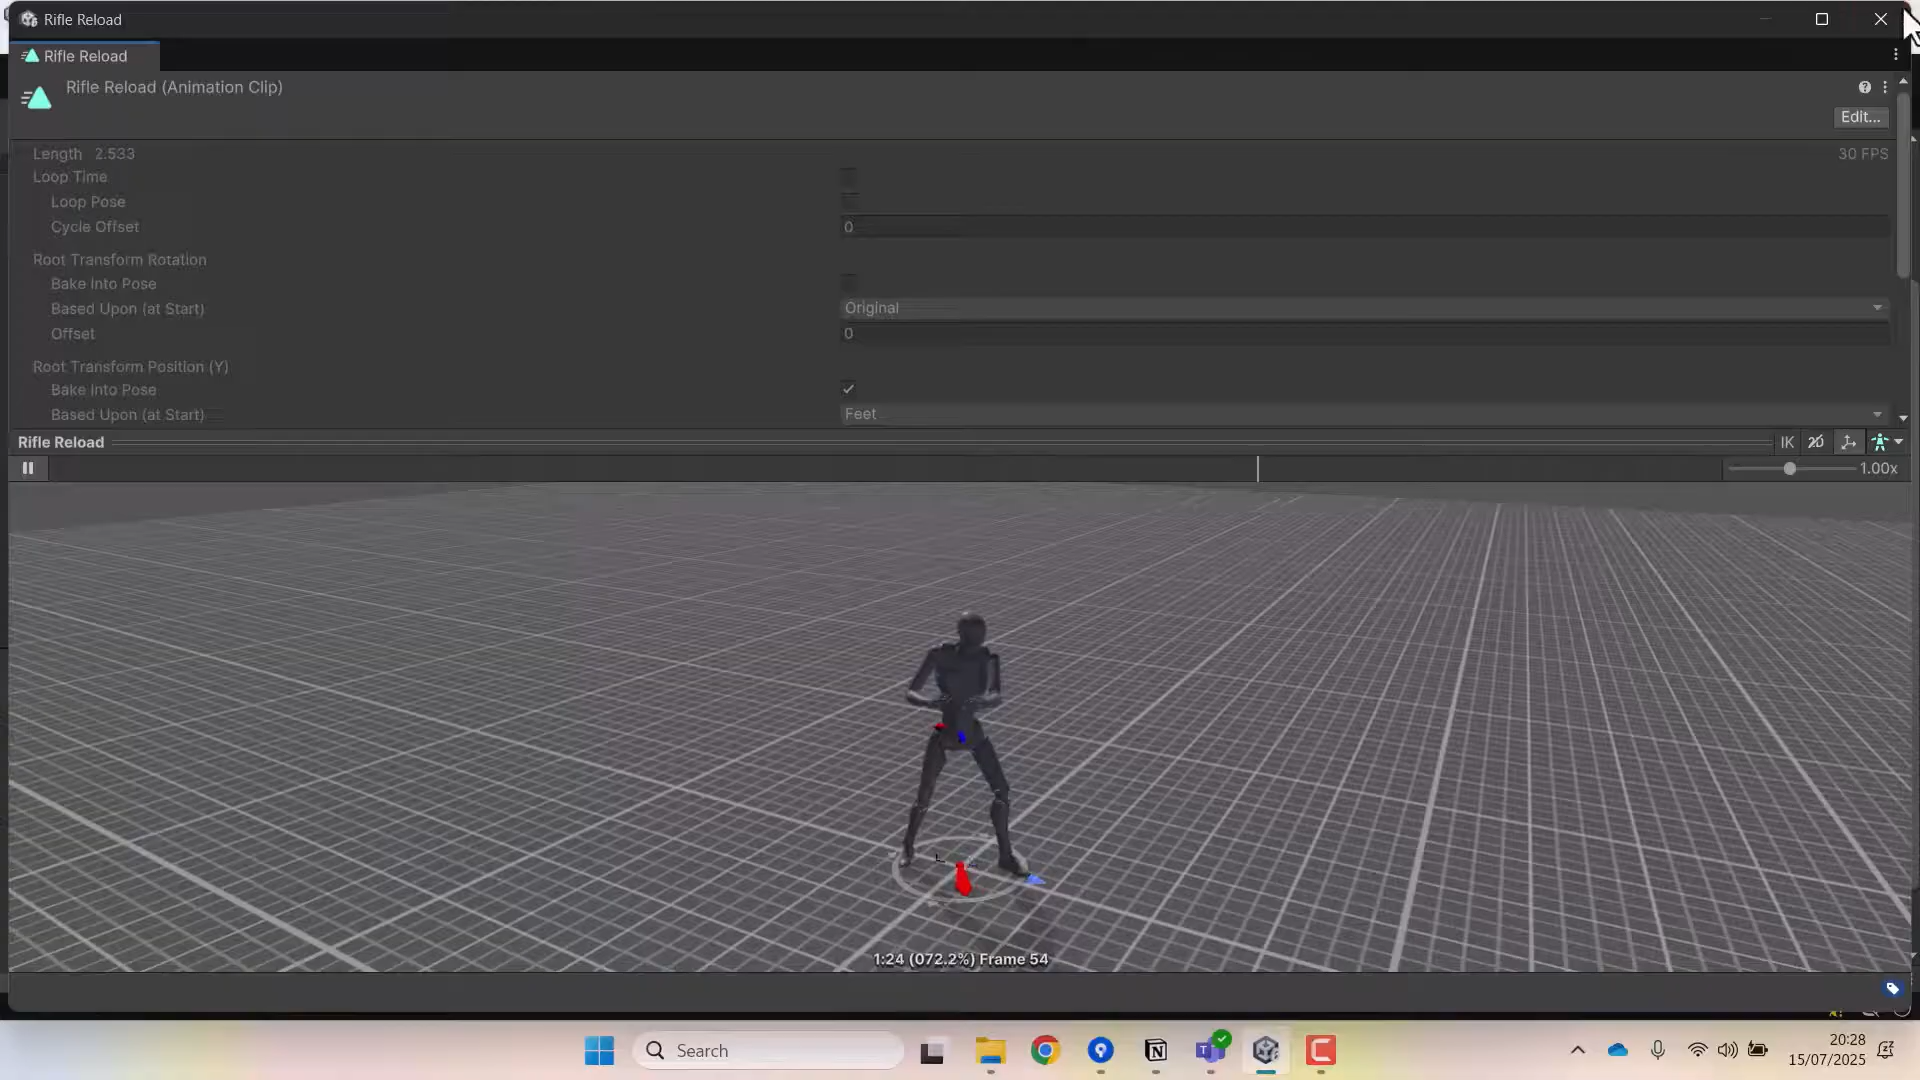 Rifle Reload
Rifle Reload
Rifle Reload (Animation Clip)
Edit...
Length 2.533
30 FPS
Loop Time
Loop Pose
Cycle Offset 0
Root Transform Rotation
Bake Into Pose
Based Upon (at Start) Original
Offset 0
Root Transform Position (Y)
Bake Into Pose
Based Upon (at Start) Feet
Rifle Reload
IK 2D
1.00x
1:24 (072.2%) Frame 54
Search
20:28
15/07/2025